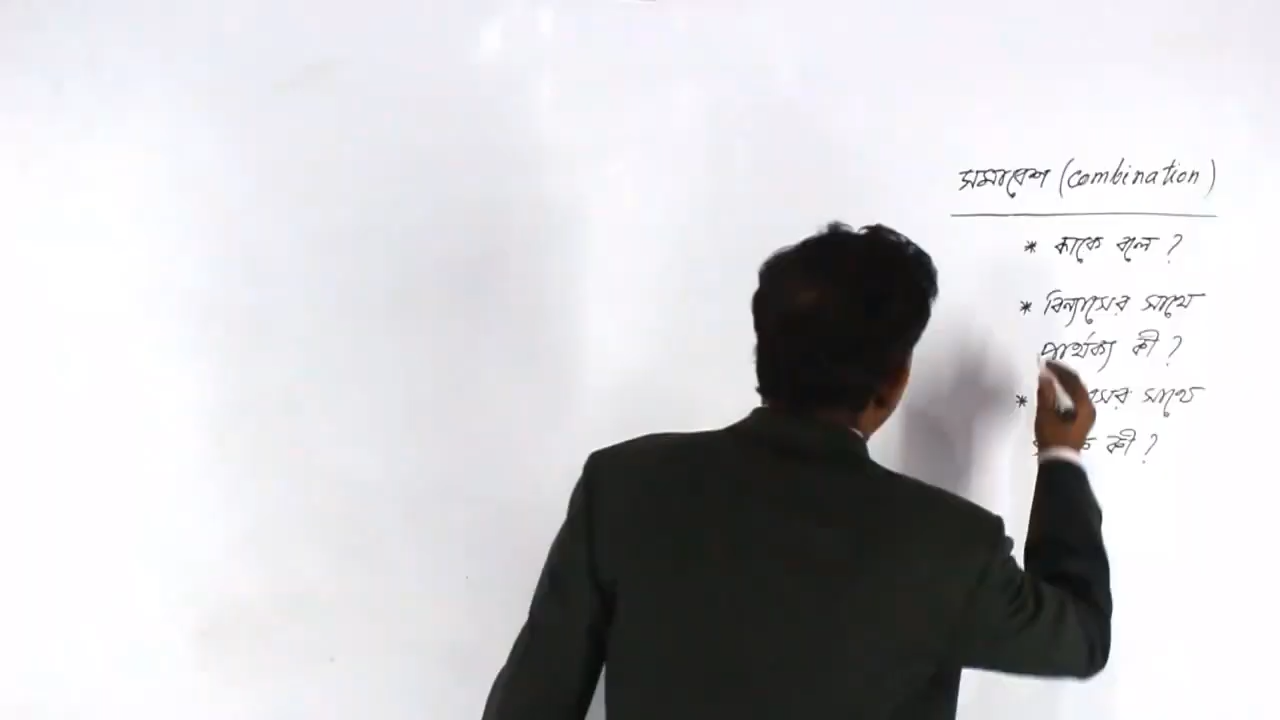 সমাবেশ (combination)
* কাকে বলে ?
* বিন্যাসের সাথে
পার্থক্য কী ?
* সাথে
কী ?